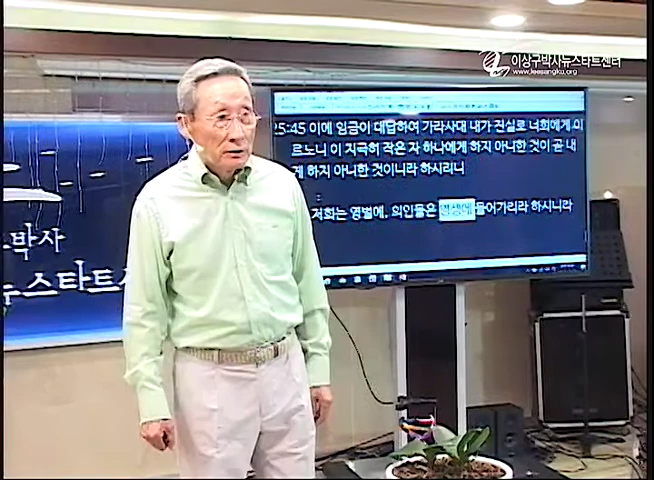 이상구박사뉴스타트센터
www.leesangku.org
25:45 이에 임금이 대답하여 가라사대 내가 진실로 너희에게 이
르노니 이 지극히 작은 자 하나에게 하지 아니한 것이 곧 내
게 하지 아니한 것이니라 하시리니
저희는 영벌에, 의인들은 영생에 들어가리라 하시니라
박사
뉴스타트